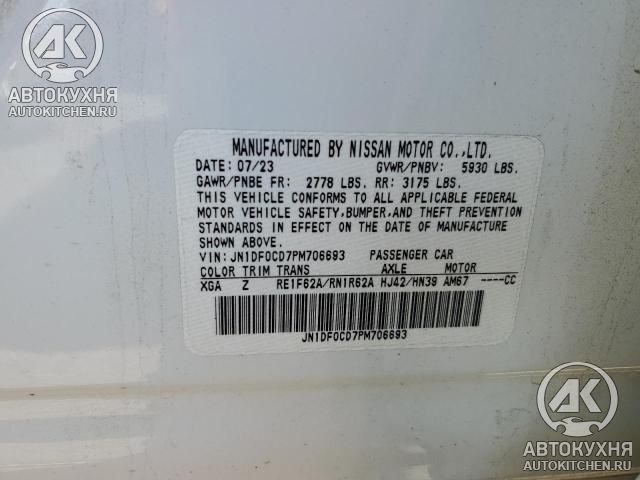 AK
АВТОКУХНЯ
AUTOKITCHEN.RU
MANUFACTURED BY NISSAN MOTOR CO.,LTD.
DATE: 07/23 GVWR/PNBV: 5930 LBS.
GAWR/PNBE FR: 2778 LBS. RR: 3175 LBS.
THIS VEHICLE CONFORMS TO ALL APPLICABLE FEDERAL
MOTOR VEHICLE SAFETY,BUMPER,AND THEFT PREVENTION
STANDARDS IN EFFECT ON THE DATE OF MANUFACTURE
SHOWN ABOVE.
VIN: JN1DF0CD7PM706693 PASSENGER CAR
COLOR TRIM TRANS AXLE MOTOR
XGA Z RE1F62A/RN1R62A HJ42/HN39 AM67 ----CC
JN1DF0CD7PM706693
AK
АВТОКУХНЯ
AUTOKITCHEN.RU